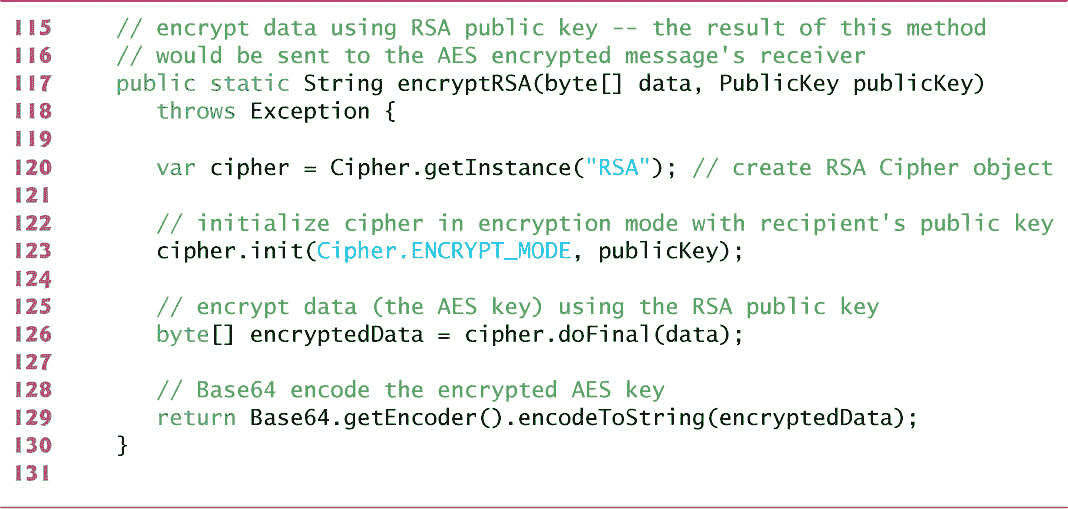 115 // encrypt data using RSA public key -- the result of this method
116 // would be sent to the AES encrypted message's receiver
117 public static String encryptRSA(byte[] data, PublicKey publicKey)
118 throws Exception {
119
120 var cipher = Cipher.getInstance("RSA"); // create RSA Cipher object
121
122 // initialize cipher in encryption mode with recipient's public key
123 cipher.init(Cipher.ENCRYPT_MODE, publicKey);
124
125 // encrypt data (the AES key) using the RSA public key
126 byte[] encryptedData = cipher.doFinal(data);
127
128 // Base64 encode the encrypted AES key
129 return Base64.getEncoder().encodeToString(encryptedData);
130 }
131